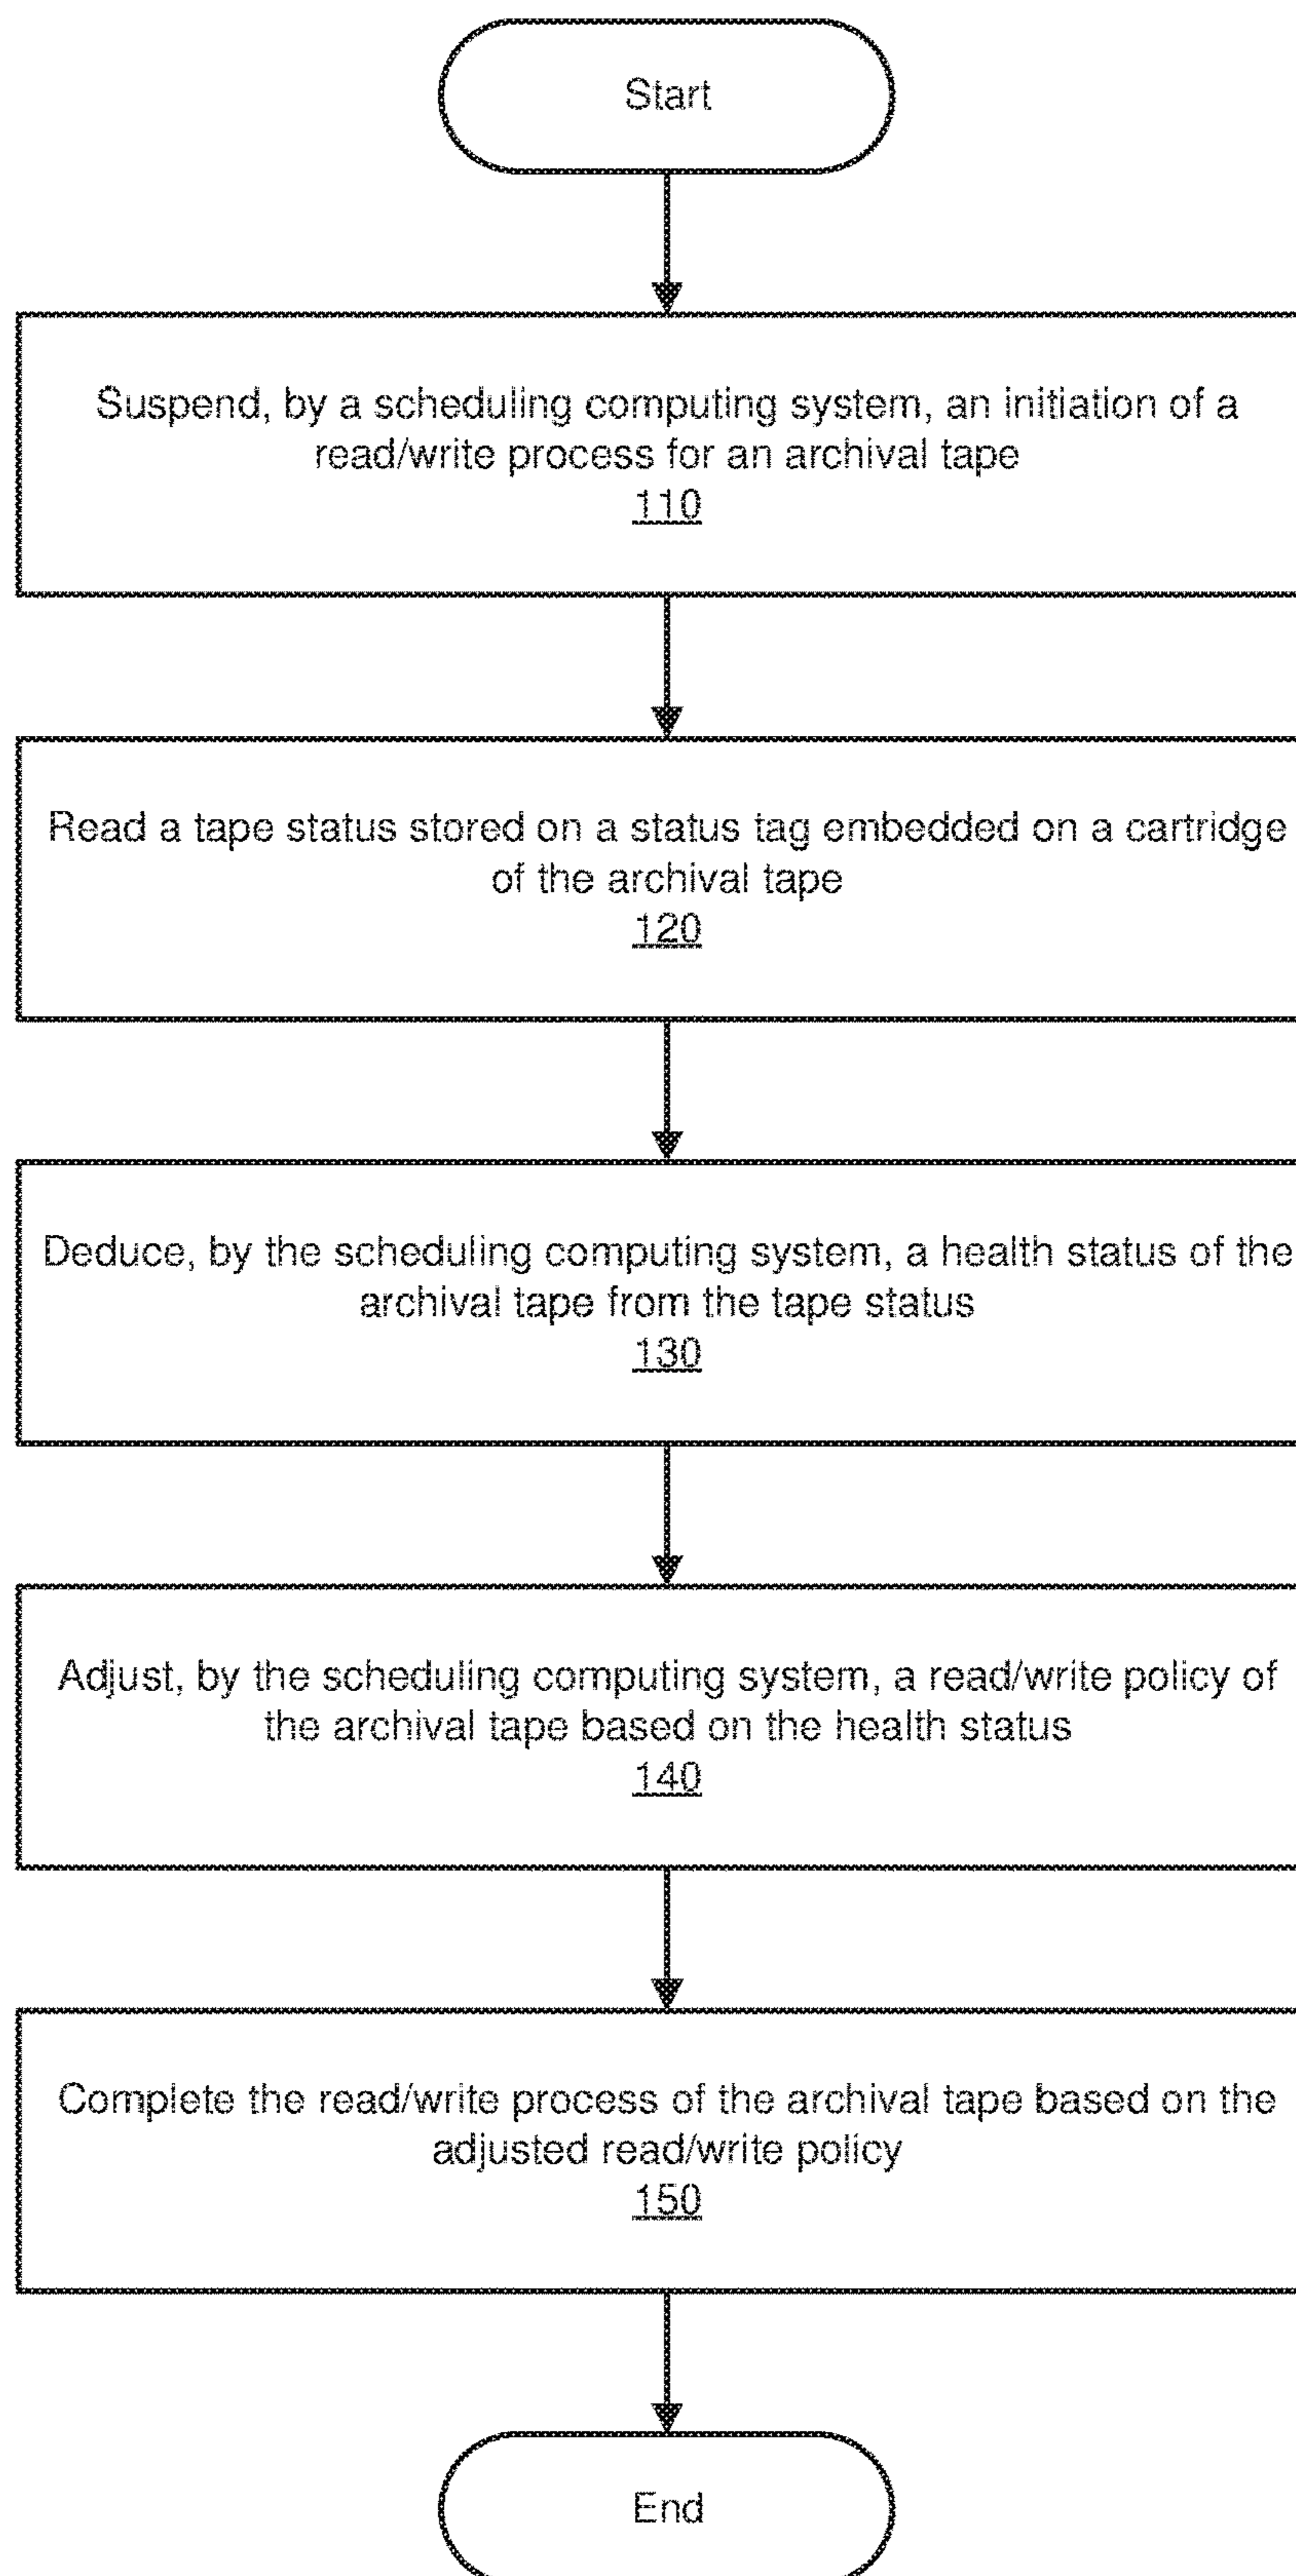 Start
Suspend, by a scheduling computing system, an initiation of a
read/write process for an archival tape
110
Read a tape status stored on a status tag embedded on a cartridge
of the archival tape
120
Deduce, by the scheduling computing system, a health status of the
archival tape from the tape status
130
Adjust, by the scheduling computing system, a read/write policy of
the archival tape based on the health status
140
Complete the read/write process of the archival tape based on the
adjusted read/write policy
150
End